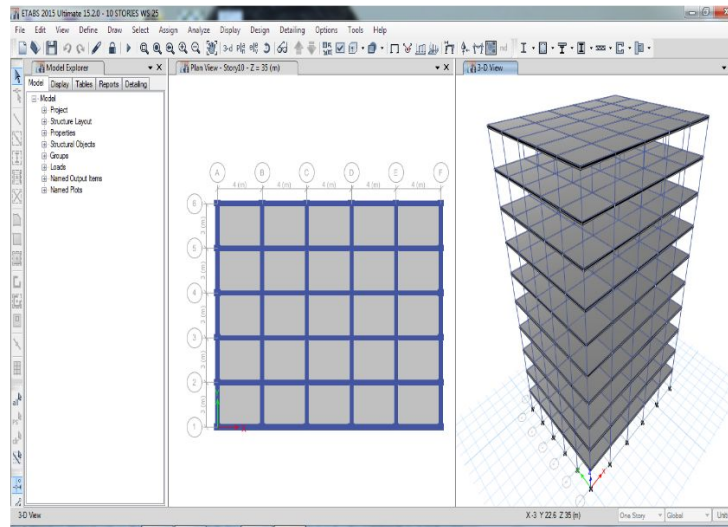 ETABS 2015 Ultimate 15.2.0 - 10 STORIES WS 25
File Edit View Define Draw Select Assign Analyze Display Design Detailing Options Tools Help
Model Explorer
Plan View - Story10 - Z = 35 (m)
3-D View
Model Display Tables Reports Detailing
Model
Project
Structure Layout
Properties
Structural Objects
Groups
Loads
Named Output Items
Named Plots
A B C D E F
4 (m) 4 (m) 4 (m) 4 (m) 4 (m)
6
5
4
3
2
1
X
3-D View
X -3 Y 22.6 Z 35 (m)
One Story
Global
Units